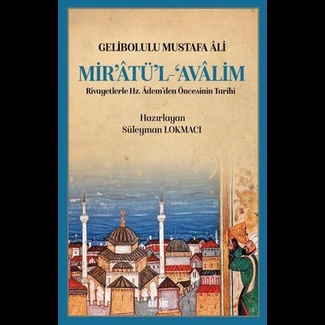 GELİBOLULU MUSTAFA ÂLÎ
MİR'ÂTÜ'L-‘AVÂLİM
Rivayetlerle Hz. Âdem'den Öncesinin Tarihi
Hazırlayan
Süleyman LOKMACI